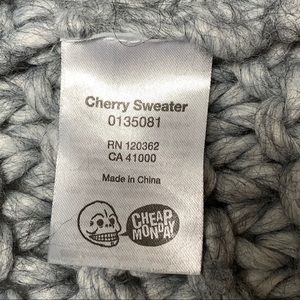 Cherry Sweater
0135081
RN 120362
CA 41000
Made in China
CHEAP
MONDAY